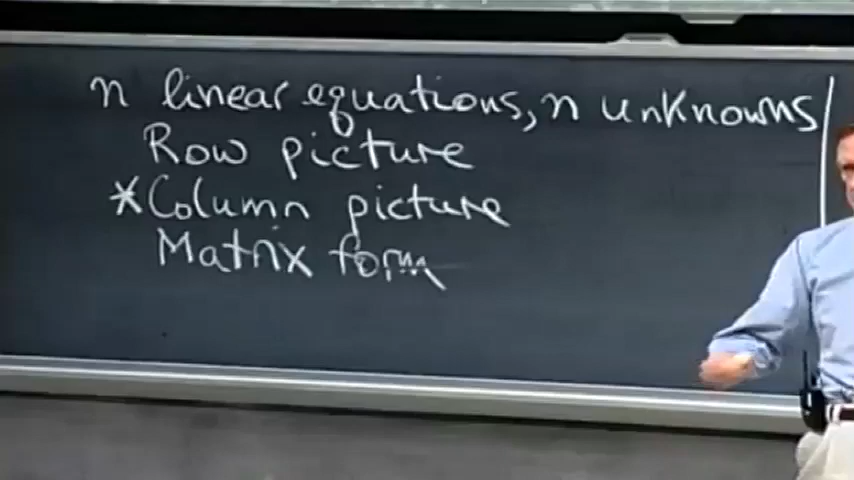 n linear equations, n unknowns
Row picture
*Column picture
Matrix form